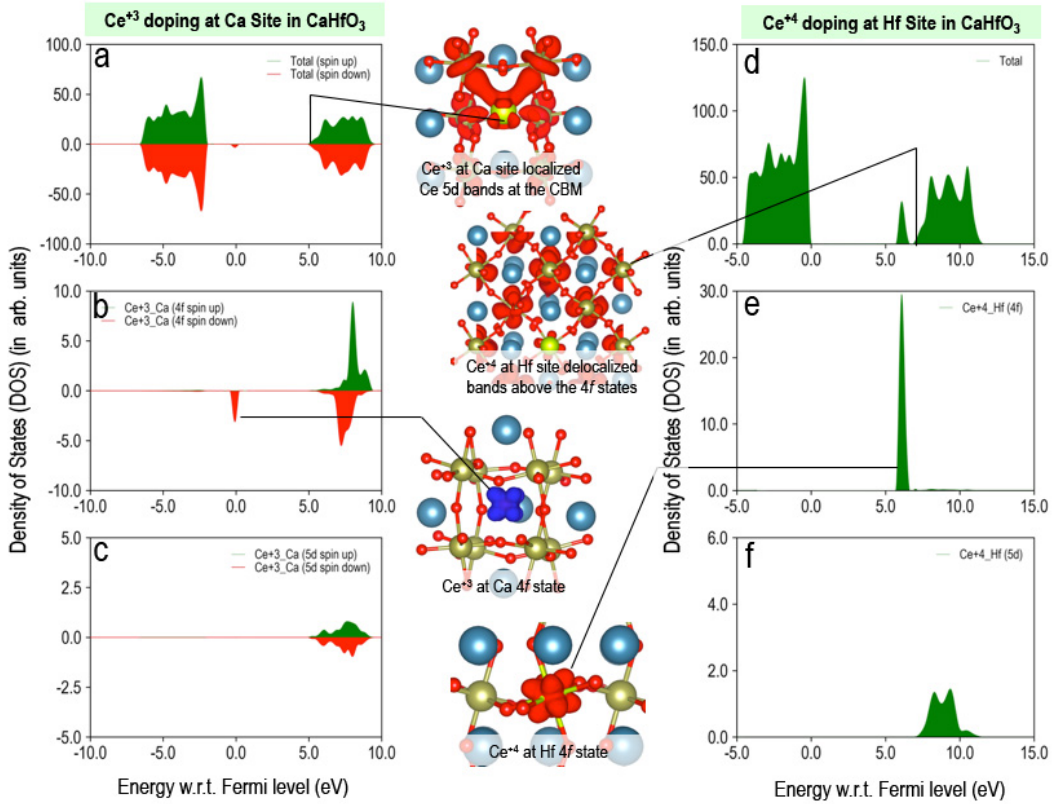 Ce+3 doping at Ca Site in CaHfO3
Ce+4 doping at Hf Site in CaHfO3
Density of States (DOS) (in arb. units)
a
Total (spin up)
Total (spin down)
100.0
50.0
0.0
-50.0
-100.0
-10.0 -5.0 0.0 5.0 10.0
b
Ce+3_Ca (4f spin up)
Ce+3_Ca (4f spin down)
10.0
5.0
0.0
-5.0
-10.0
-10.0 -5.0 0.0 5.0 10.0
c
Ce+3_Ca (5d spin up)
Ce+3_Ca (5d spin down)
5.0
2.5
0.0
-2.5
-5.0
-10.0 -5.0 0.0 5.0 10.0
Energy w.r.t. Fermi level (eV)
Ce+3 at Ca site localized
Ce 5d bands at the CBM
Ce+4 at Hf site delocalized
bands above the 4f states
Ce+3 at Ca 4f state
Ce+4 at Hf 4f state
Density of States (DOS) (in arb. units)
d
Total
150.0
100.0
50.0
0.0
-5.0 0.0 5.0 10.0 15.0
e
Ce+4_Hf (4f)
30.0
20.0
10.0
0.0
-5.0 0.0 5.0 10.0 15.0
f
Ce+4_Hf (5d)
6.0
4.0
2.0
0.0
-5.0 0.0 5.0 10.0 15.0
Energy w.r.t. Fermi level (eV)